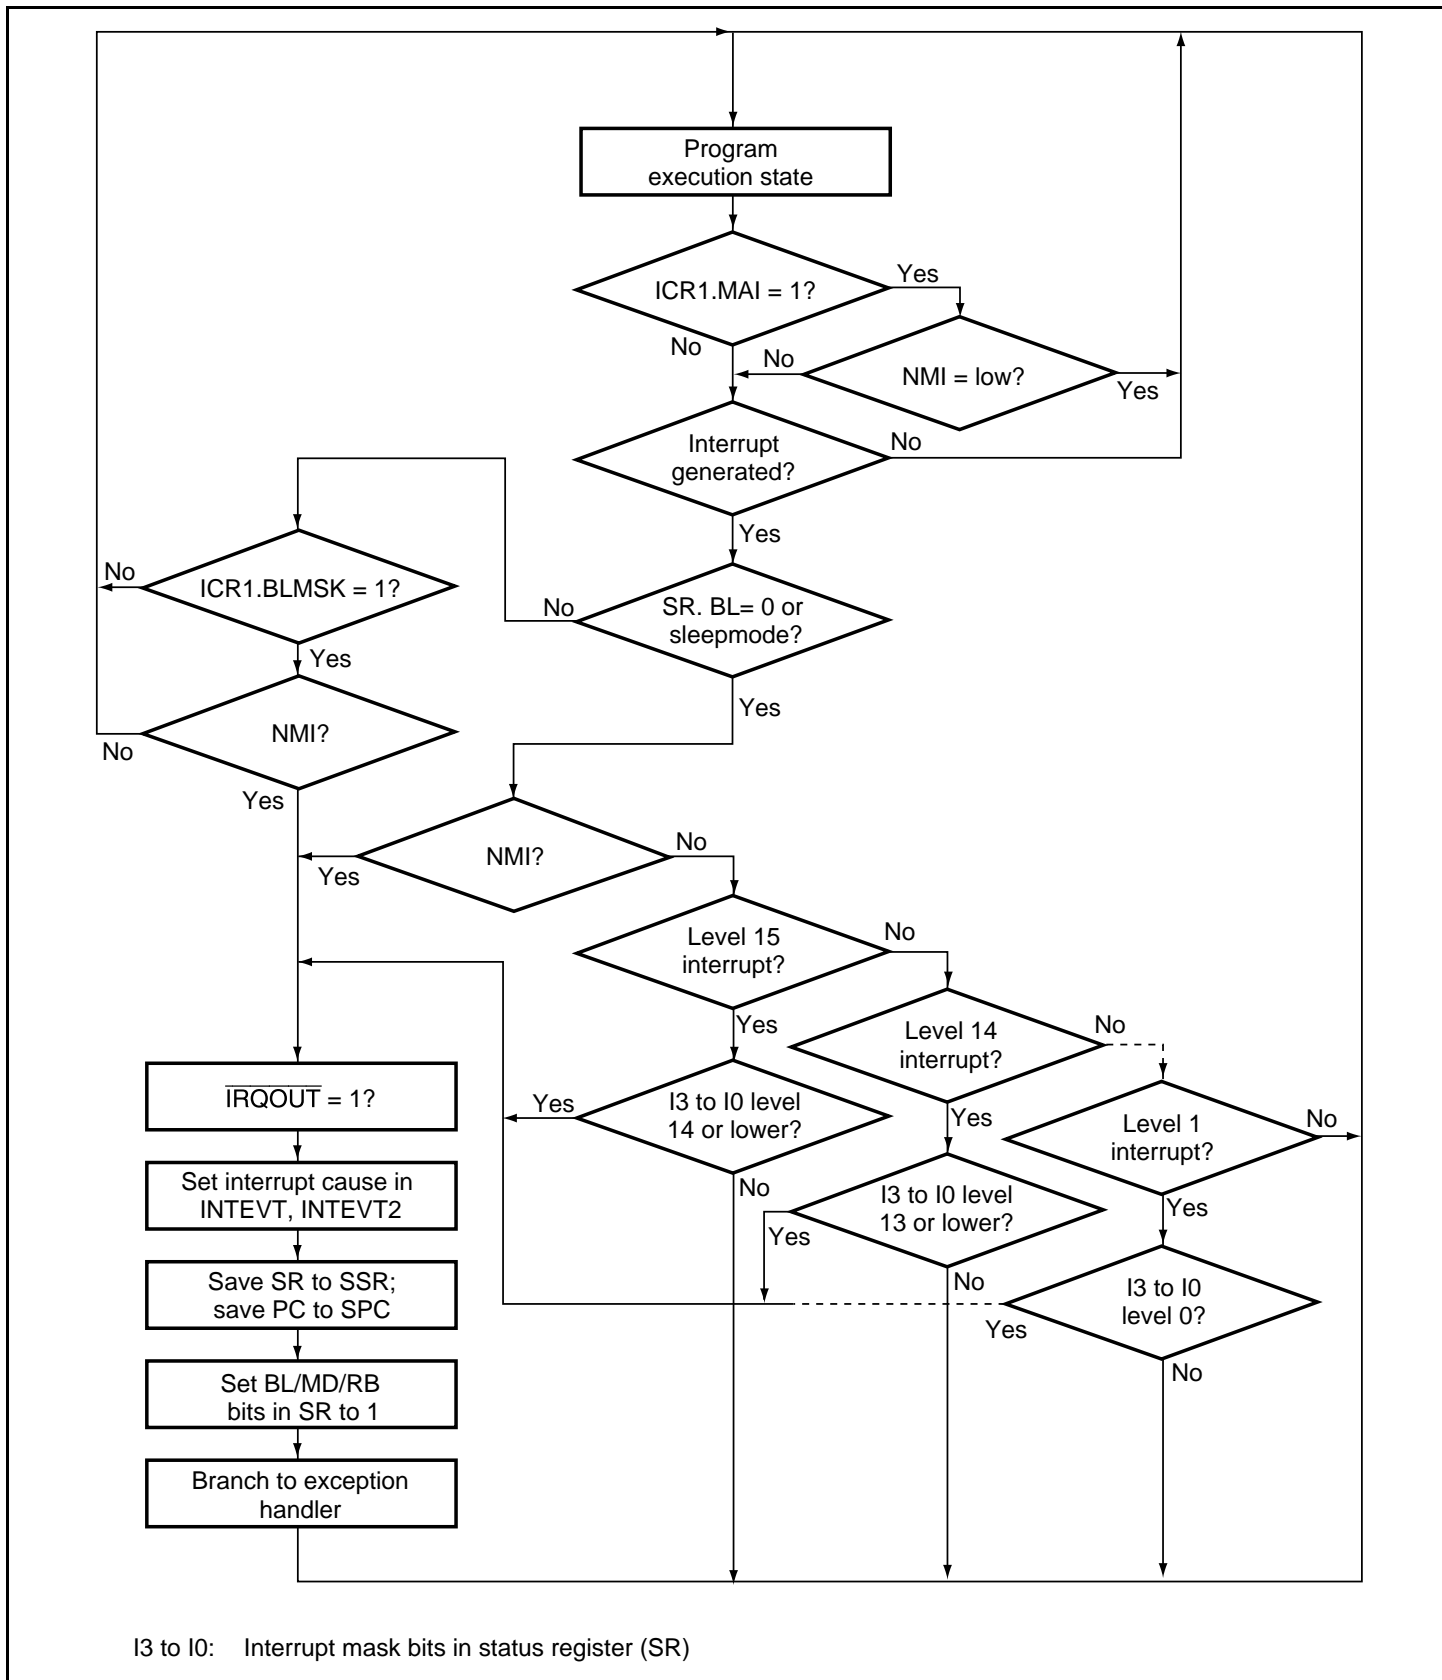 Program
execution state
ICR1.MAI = 1?
Yes
No
NMI = low?
No
Yes
Interrupt
generated?
No
Yes
ICR1.BLMSK = 1?
No
Yes
SR. BL= 0 or
sleepmode?
No
Yes
NMI?
No
Yes
NMI?
Yes
No
Level 15
interrupt?
No
Yes
Level 14
interrupt?
No
Yes
Level 1
interrupt?
No
Yes
I3 to I0 level
14 or lower?
Yes
No
I3 to I0 level
13 or lower?
Yes
No
I3 to I0
level 0?
Yes
No
IRQOUT = 1?
Set interrupt cause in
INTEVT, INTEVT2
Save SR to SSR;
save PC to SPC
Set BL/MD/RB
bits in SR to 1
Branch to exception
handler
I3 to I0: Interrupt mask bits in status register (SR)